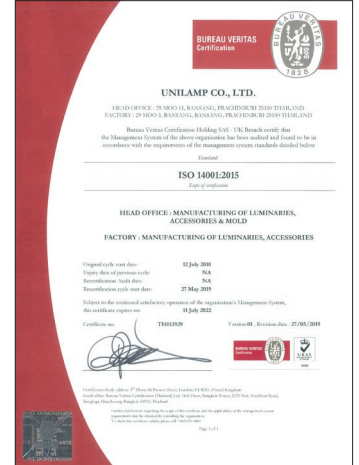 BUREAU VERITAS
Certification
BUREAU VERITAS
1828
UNILAMP CO., LTD.
HEAD OFFICE : 29 MOO 11, BANSANG, PRACHINBURI 25150 THAILAND
FACTORY : 29 MOO 3, BANSANG, PRACHINBURI 25150 THAILAND
Bureau Veritas Certification Holding SAS - UK Branch certify that
the Management System of the above organisation has been audited and found to be in
accordance with the requirements of the management system standards detailed below
Standards
ISO 14001:2015
Scope of certification
HEAD OFFICE : MANUFACTURING OF LUMINARIES,
ACCESSORIES & MOLD
FACTORY : MANUFACTURING OF LUMINARIES, ACCESSORIES
Original cycle start date: 12 July 2010
Expiry date of previous cycle: NA
Recertification Audit date: NA
Recertification cycle start date: 27 May 2019
Subject to the continued satisfactory operation of the organisation's Management System,
this certificate expires on: 11 July 2022
Certificate no. Version 01, Revision date : 27/05/2019
BUREAU VERITAS
Certification
UKAS
Page 1 of 1